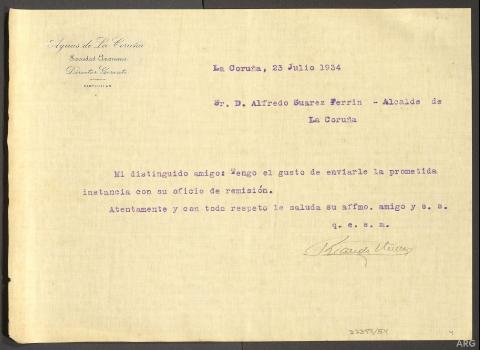 Aguas de La Coruña
Sociedad Anónima
Director Gerente
PARTICULAR
La Coruña, 23 Julio 1934
Sr. D. Alfredo Suarez Ferrin - Alcalde de
La Coruña
Mi distinguido amigo: Tengo el gusto de enviarle la prometida
instancia con su oficio de remisión.
Atentamente y con todo respeto le saluda su affmo. amigo y s. s.
q. e. s. m.
4
ARG